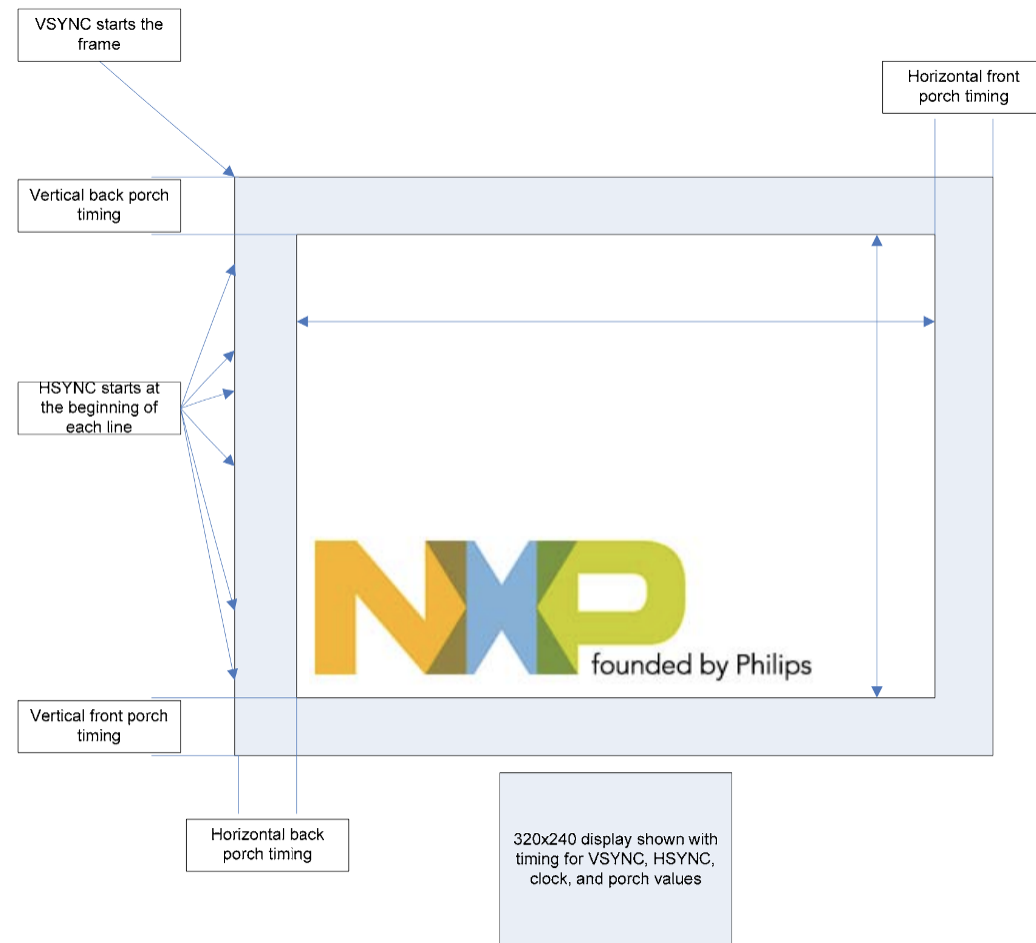 VSYNC starts the
frame
Horizontal front
porch timing
Vertical back porch
timing
HSYNC starts at
the beginning of
each line
NXP
founded by Philips
Vertical front porch
timing
Horizontal back
porch timing
320x240 display shown with
timing for VSYNC, HSYNC,
clock, and porch values